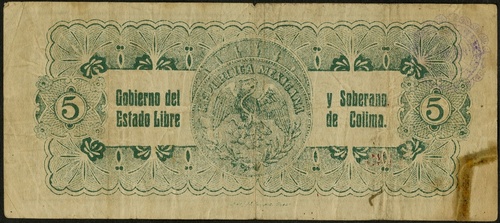 5
Gobierno del
Estado Libre
REPUBLICA MEXICANA
y Soberano
de Colima.
5